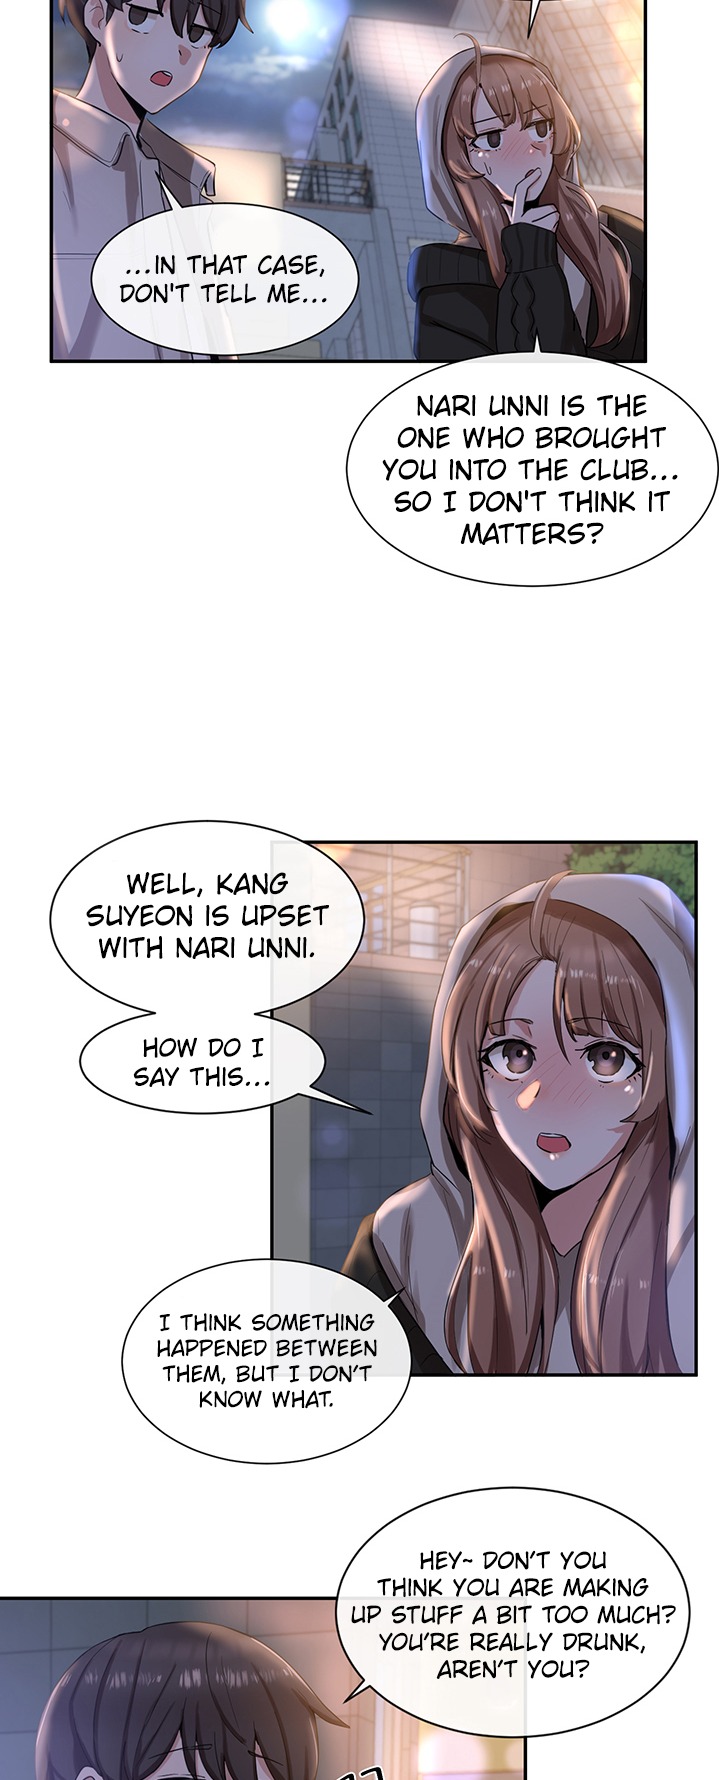 ...IN THAT CASE,
DON'T TELL ME...
NARI UNNI IS THE
ONE WHO BROUGHT
YOU INTO THE CLUB...
SO I DON'T THINK IT
MATTERS?
WELL, KANG
SUYEON IS UPSET
WITH NARI UNNI.
HOW DO I
SAY THIS...
I THINK SOMETHING
HAPPENED BETWEEN
THEM, BUT I DON'T
KNOW WHAT.
HEY~ DON'T YOU
THINK YOU ARE MAKING
UP STUFF A BIT TOO MUCH?
YOU'RE REALLY DRUNK,
AREN'T YOU?